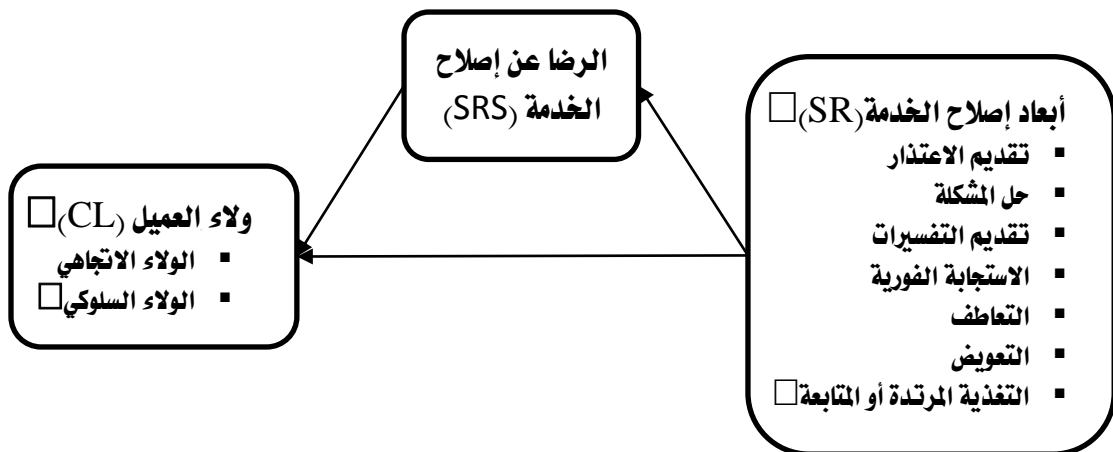 الرضا عن إصلاح
الخدمة (SRS)
أبعاد إصلاح الخدمة(SR)□
▪ تقديم الاعتذار
▪ حل المشكلة
▪ تقديم التفسيرات
▪ الاستجابة الفورية
▪ التعاطف
▪ التعويض
▪ التغذية المرتدة أو المتابعة□
ولاء العميل (CL)□
▪ الولاء الاتجاهي
▪ الولاء السلوكي□